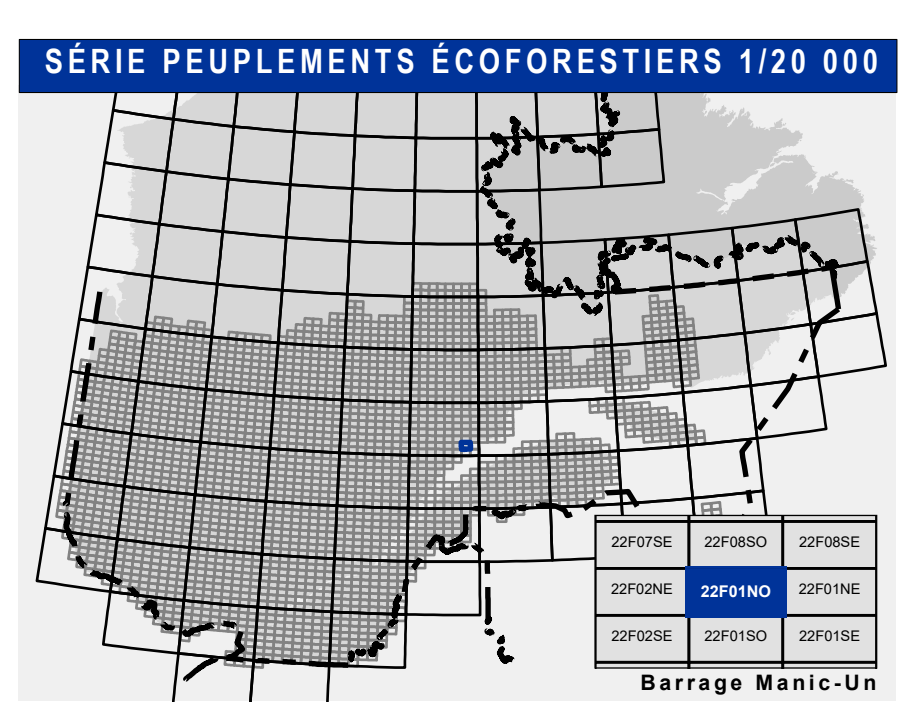 SÉRIE PEUPLEMENTS ÉCOFORESTIERS 1/20 000
22F07SE 22F08SO 22F08SE
22F02NE 22F01NO 22F01NE
22F02SE 22F01SO 22F01SE
Barrage Manic-Un